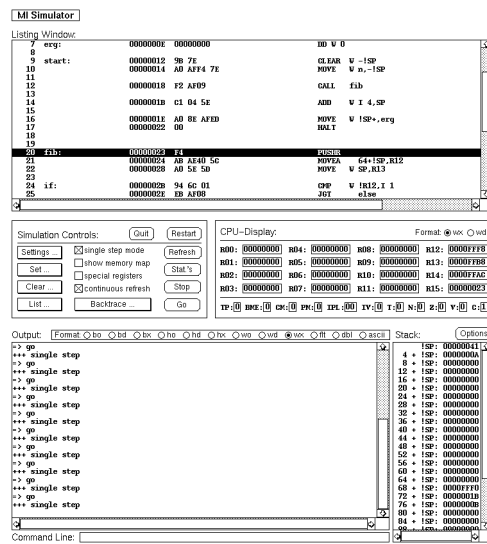 MI Simulator
Listing Window:
7 erg: 0000000E 00000000 DD W 0
8
9 start: 00000012 9B 7E CLEAR W -!SP
10 00000014 A0 AFF4 7E MOVE W n,-!SP
11
12 00000018 F2 AF09 CALL fib
13
14 0000001B C1 04 5E ADD W I 4,SP
15
16 0000001E A0 8E AFED MOVE W !SP+,erg
17 00000022 00 HALT
18
19
20 fib: 00000023 F4 PUSHR
21 00000024 AB AE40 5C MOVEA 64+!SP,R12
22 00000028 A0 5E 5D MOVE W SP,R13
23
24 if: 0000002B 94 6C 01 CMP W !R12,I 1
25 0000002E EB AF08 JGT else
Simulation Controls: Quit Restart
Settings ... single step mode Refresh
Set ... show memory map Stat's
special registers
Clear ... continuous refresh Stop
List ... Backtrace ... Go
CPU-Display: Format: wx wd
R00: 00000000 R04: 00000000 R08: 00000000 R12: 0000FFF8
R01: 00000000 R05: 00000000 R09: 00000000 R13: 0000FFB8
R02: 00000000 R06: 00000000 R10: 00000000 R14: 0000FFAC
R03: 00000000 R07: 00000000 R11: 00000000 R15: 00000023
TP: 0 BME: 0 CM: 0 PM: 0 IPL: 00 IV: 0 T: 0 N: 0 Z: 0 V: 0 C: 1
Output: Format: bo bd bx ho hd hx wo wd wx flt dbl ascii
=> go
+++ single step
=> go
+++ single step
=> go
+++ single step
=> go
+++ single step
=> go
+++ single step
=> go
+++ single step
=> go
+++ single step
=> go
+++ single step
=> go
+++ single step
=> go
+++ single step
Command Line:
Stack: Options
!SP: 00000041
4 + !SP: 0000000A
8 + !SP: 00000000
12 + !SP: 00000000
16 + !SP: 00000000
20 + !SP: 00000000
24 + !SP: 00000000
28 + !SP: 00000000
32 + !SP: 00000000
36 + !SP: 00000000
40 + !SP: 00000000
44 + !SP: 00000000
48 + !SP: 00000000
52 + !SP: 00000000
56 + !SP: 00000000
60 + !SP: 00000000
64 + !SP: 00000000
68 + !SP: 0000FFF0
72 + !SP: 0000001B
76 + !SP: 0000000B
80 + !SP: 00000000
84 + !SP: 00000000
88 + !SP: 00000000